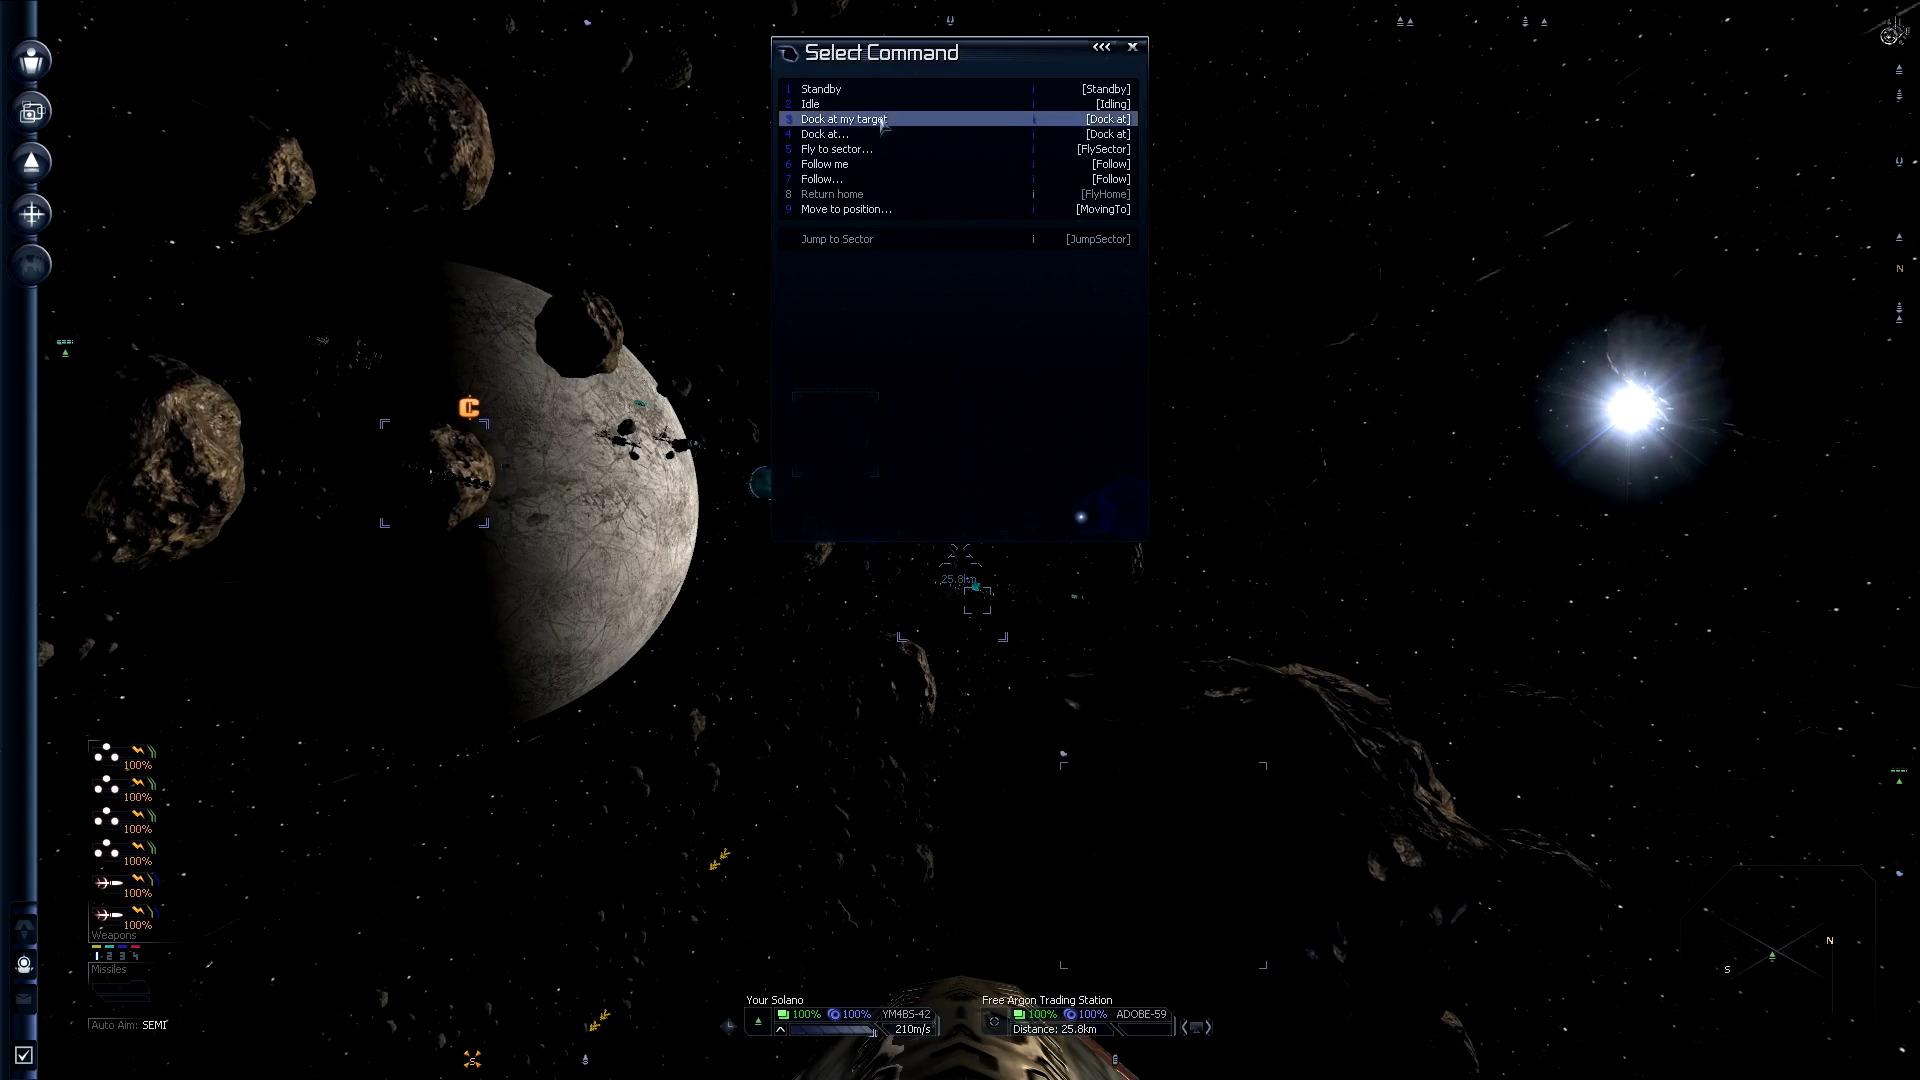 Select Command
1 Standby [Standby]
2 Idle [Idling]
3 Dock at my target [Dock at]
4 Dock at... [Dock at]
5 Fly to sector... [FlySector]
6 Follow me [Follow]
7 Follow... [Follow]
8 Return home [FlyHome]
9 Move to position... [MovingTo]
Jump to Sector [JumpSector]
N
C
25.8km
100%
100%
100%
100%
100%
100%
Weapons
1 2 3 4
Missiles
Auto Aim: SEMI
Your Solano
100% 100% YM4BS-42
210m/s
Free Argon Trading Station
100% 100% ADOBE-59
Distance: 25.8km
N
S
S